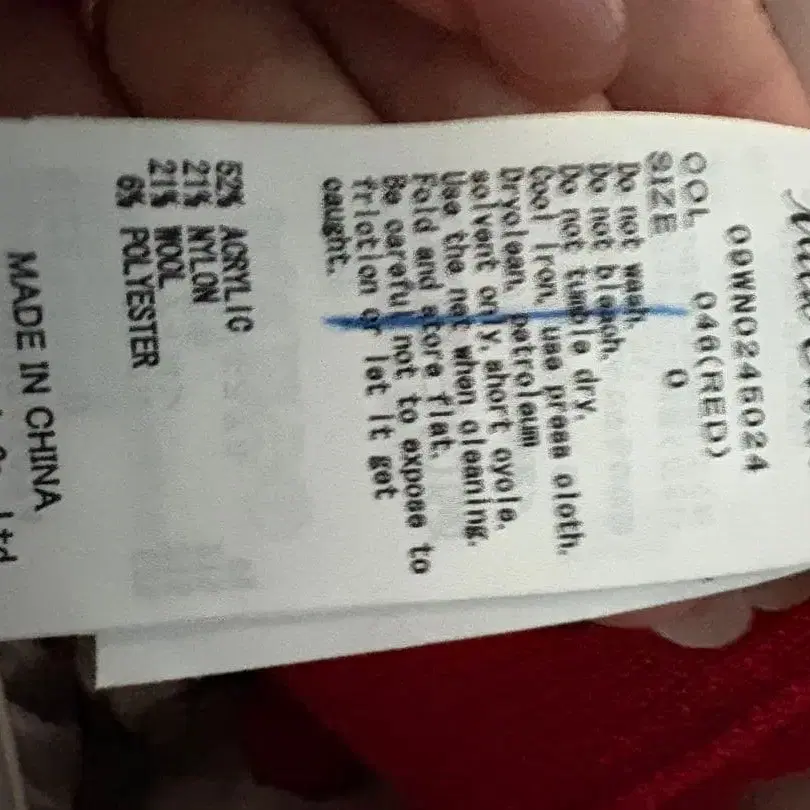 09WNO245024
COL 046(RED)
SIZE 0
Do not wash.
Do not bleach.
Do not tumble dry.
Cool iron, use press cloth.
Dryclean, petroleum
solvent only, short cycle.
Use the net when cleaning.
Fold and store flat.
Be careful not to expose to
friction or let it get
caught.
52% ACRYLIC
21% NYLON
21% WOOL
6% POLYESTER
MADE IN CHINA
Ltd